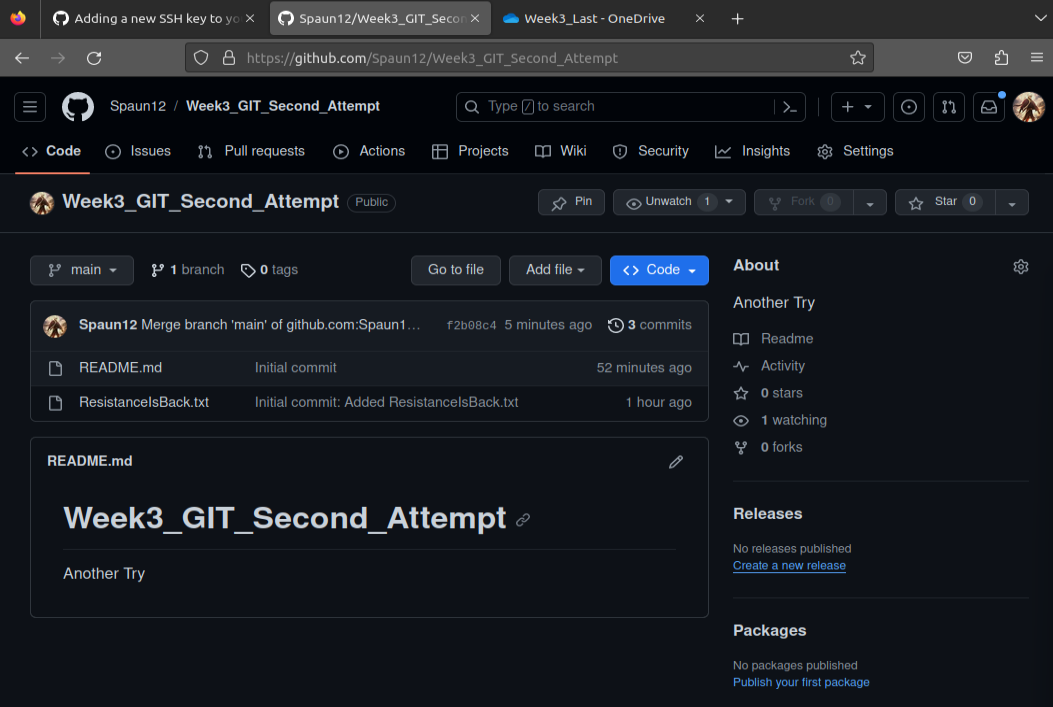 Adding a new SSH key to yo
Spaun12/Week3_GIT_Secon
Week3_Last - OneDrive
https://github.com/Spaun12/Week3_GIT_Second_Attempt
Spaun12 / Week3_GIT_Second_Attempt
Type / to search
Code Issues Pull requests Actions Projects Wiki Security Insights Settings
Week3_GIT_Second_Attempt Public
Pin Unwatch 1 Fork 0 Star 0
main 1 branch 0 tags Go to file Add file Code
Spaun12 Merge branch 'main' of github.com:Spaun1… f2b08c4 5 minutes ago 3 commits
README.md Initial commit 52 minutes ago
ResistanceIsBack.txt Initial commit: Added ResistanceIsBack.txt 1 hour ago
README.md
Week3_GIT_Second_Attempt
Another Try
About
Another Try
Readme
Activity
0 stars
1 watching
0 forks
Releases
No releases published
Create a new release
Packages
No packages published
Publish your first package